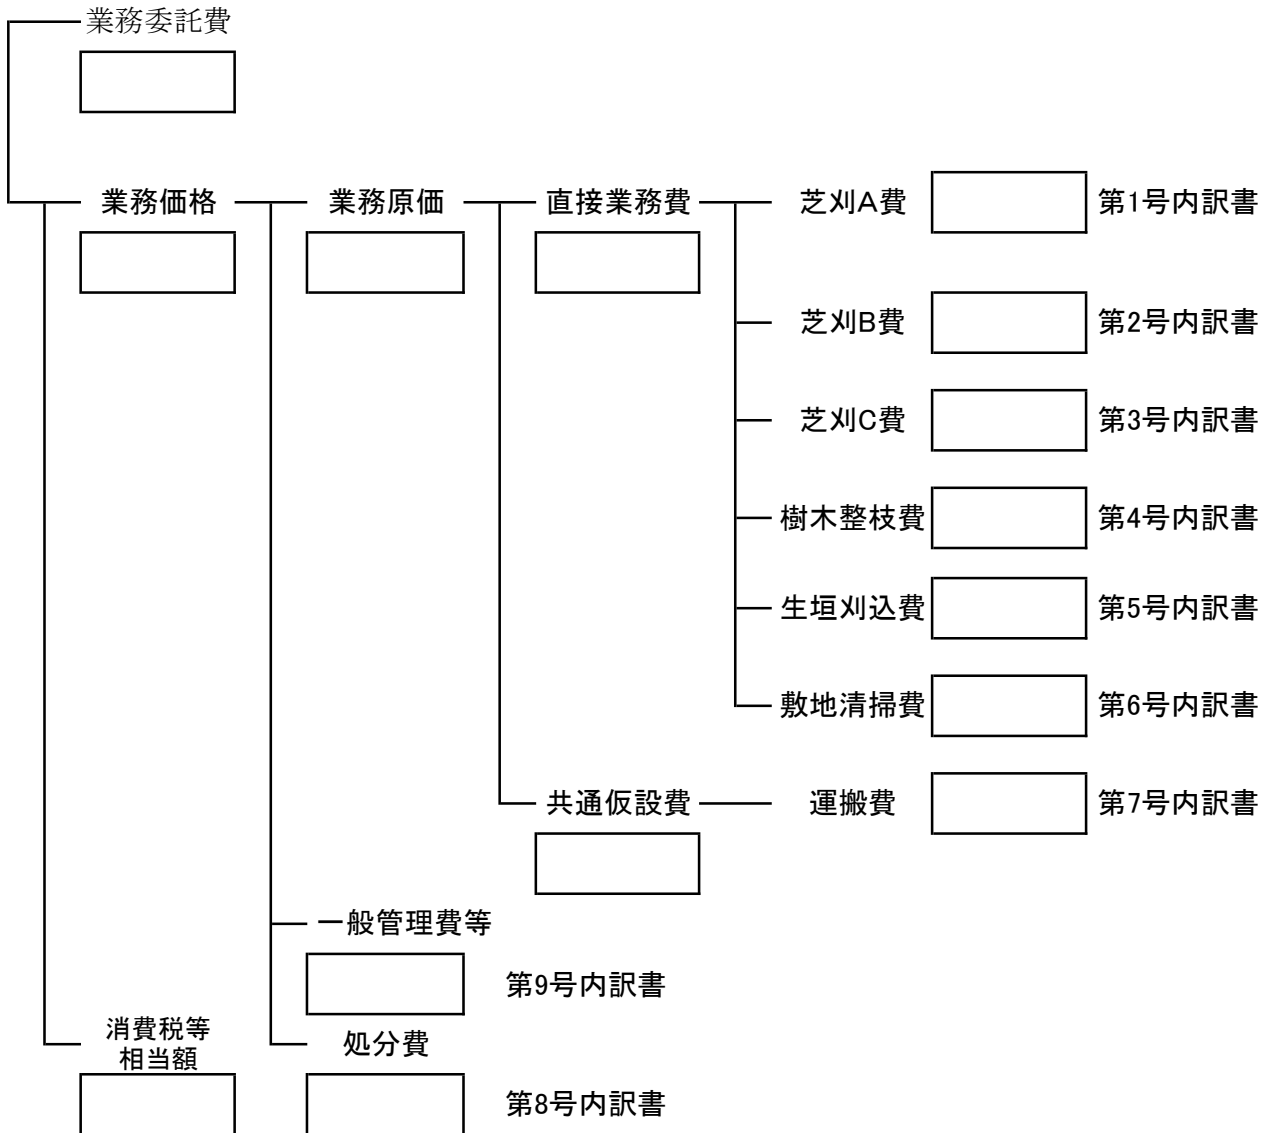 業務委託費
業務価格
業務原価
直接業務費
芝刈A費
第1号内訳書
芝刈B費
第2号内訳書
芝刈C費
第3号内訳書
樹木整枝費
第4号内訳書
生垣刈込費
第5号内訳書
敷地清掃費
第6号内訳書
共通仮設費
運搬費
第7号内訳書
一般管理費等
第9号内訳書
消費税等
相当額
処分費
第8号内訳書